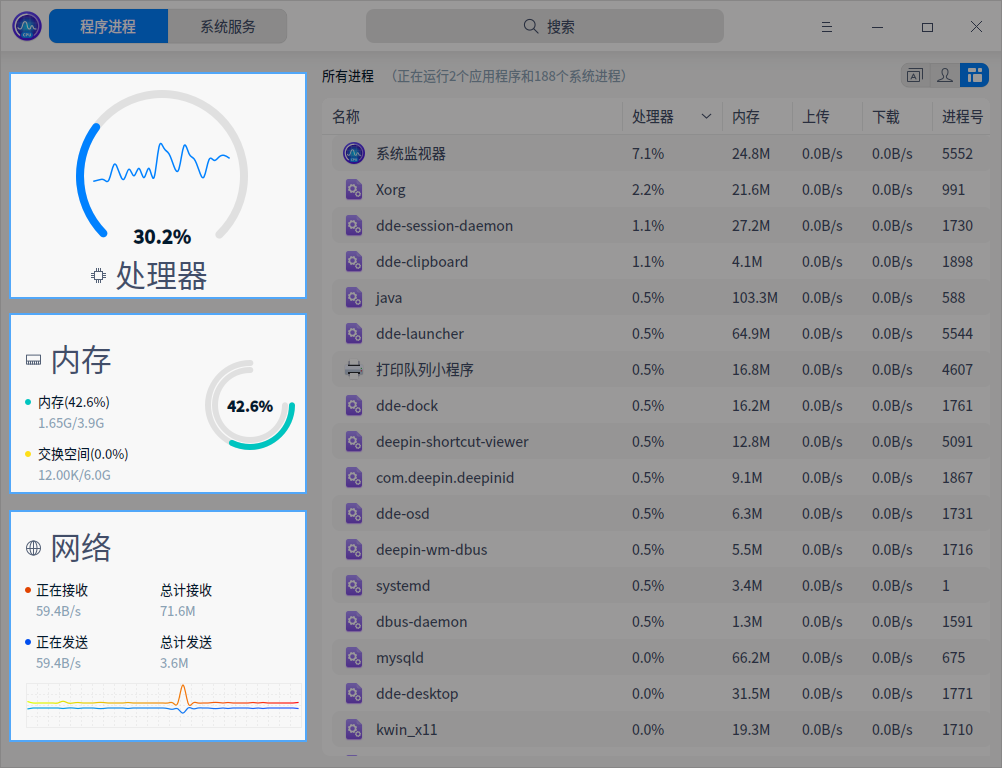 程序进程 系统服务 搜索
30.2%
处理器
内存
内存(42.6%)
1.65G/3.9G
交换空间(0.0%)
12.00K/6.0G
42.6%
网络
正在接收 总计接收
59.4B/s 71.6M
正在发送 总计发送
59.4B/s 3.6M
所有进程 (正在运行2个应用程序和188个系统进程)
名称 处理器 内存 上传 下载 进程号
系统监视器 7.1% 24.8M 0.0B/s 0.0B/s 5552
Xorg 2.2% 21.6M 0.0B/s 0.0B/s 991
dde-session-daemon 1.1% 27.2M 0.0B/s 0.0B/s 1730
dde-clipboard 1.1% 4.1M 0.0B/s 0.0B/s 1898
java 0.5% 103.3M 0.0B/s 0.0B/s 588
dde-launcher 0.5% 64.9M 0.0B/s 0.0B/s 5544
打印队列小程序 0.5% 16.8M 0.0B/s 0.0B/s 4607
dde-dock 0.5% 16.2M 0.0B/s 0.0B/s 1761
deepin-shortcut-viewer 0.5% 12.8M 0.0B/s 0.0B/s 5091
com.deepin.deepinid 0.5% 9.1M 0.0B/s 0.0B/s 1867
dde-osd 0.5% 6.3M 0.0B/s 0.0B/s 1731
deepin-wm-dbus 0.5% 5.5M 0.0B/s 0.0B/s 1716
systemd 0.5% 3.4M 0.0B/s 0.0B/s 1
dbus-daemon 0.5% 1.3M 0.0B/s 0.0B/s 1591
mysqld 0.0% 66.2M 0.0B/s 0.0B/s 675
dde-desktop 0.0% 31.5M 0.0B/s 0.0B/s 1771
kwin_x11 0.0% 19.3M 0.0B/s 0.0B/s 1710